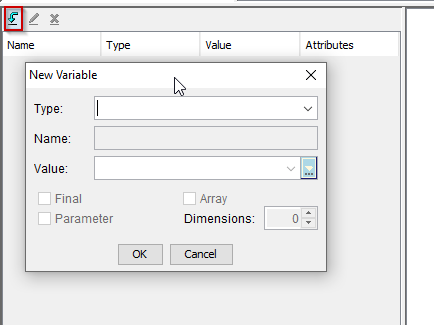 Name Type Value Attributes
New Variable
Type:
Name:
Value:
Final Array
Parameter Dimensions: 0
OK Cancel